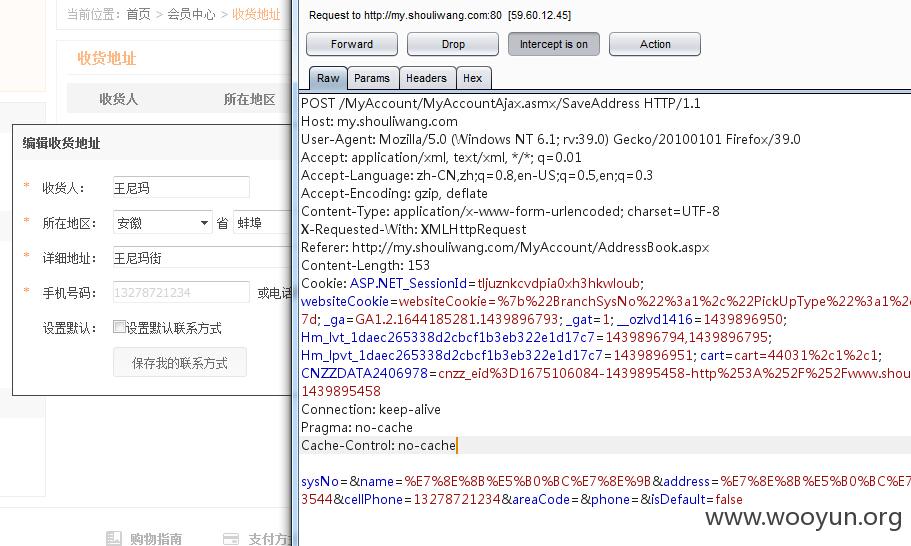 当前位置：首页 > 会员中心 > 收货地址
收货地址
收货人 所在地区
编辑收货地址
* 收货人： 王尼玛
* 所在地区： 安徽 省 蚌埠
* 详细地址： 王尼玛街
* 手机号码： 13278721234 或电话
设置默认： 设置默认联系方式
保存我的联系方式
购物指南 支付方
Request to http://my.shouliwang.com:80 [59.60.12.45]
Forward Drop Intercept is on Action
Raw Params Headers Hex
POST /MyAccount/MyAccountAjax.asmx/SaveAddress HTTP/1.1
Host: my.shouliwang.com
User-Agent: Mozilla/5.0 (Windows NT 6.1; rv:39.0) Gecko/20100101 Firefox/39.0
Accept: application/xml, text/xml, */*; q=0.01
Accept-Language: zh-CN,zh;q=0.8,en-US;q=0.5,en;q=0.3
Accept-Encoding: gzip, deflate
Content-Type: application/x-www-form-urlencoded; charset=UTF-8
X-Requested-With: XMLHttpRequest
Referer: http://my.shouliwang.com/MyAccount/AddressBook.aspx
Content-Length: 153
Cookie: ASP.NET_SessionId=tljuznkcvdpia0xh3hkwloub;
websiteCookie=websiteCookie=%7b%22BranchSysNo%22%3a1%2c%22PickUpType%22%3a1%2
7d; _ga=GA1.2.1644185281.1439896793; _gat=1; __ozlvd1416=1439896950;
Hm_lvt_1daec265338d2cbcf1b3eb322e1d17c7=1439896794,1439896795;
Hm_lpvt_1daec265338d2cbcf1b3eb322e1d17c7=1439896951; cart=cart=44031%2c1%2c1;
CNZZDATA2406978=cnzz_eid%3D1675106084-1439895458-http%253A%252F%252Fwww.shou
1439895458
Connection: keep-alive
Pragma: no-cache
Cache-Control: no-cache
sysNo=&name=%E7%8E%8B%E5%B0%BC%E7%8E%9B&address=%E7%8E%8B%E5%B0%BC%E7
3544&cellPhone=13278721234&areaCode=&phone=&isDefault=false
www.wooyun.org